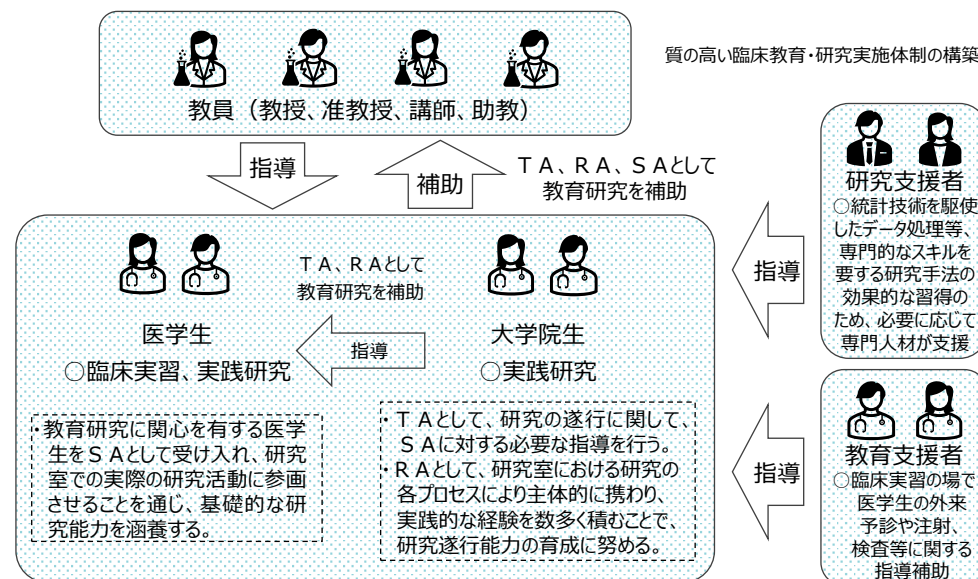 質の高い臨床教育・研究実施体制の構築
教員（教授、准教授、講師、助教）
指導
補助
ＴＡ、ＲＡ、ＳＡとして
教育研究を補助
ＴＡ、ＲＡとして
教育研究を補助
医学生
○臨床実習、実践研究
指導
大学院生
○実践研究
・教育研究に関心を有する医学
生をＳＡとして受け入れ、研究
室での実際の研究活動に参画
させることを通じ、基礎的な研
究能力を涵養する。
・ＴＡとして、研究の遂行に関して、
ＳＡに対する必要な指導を行う。
・ＲＡとして、研究室における研究の
各プロセスにより主体的に携わり、
実践的な経験を数多く積むことで、
研究遂行能力の育成に努める。
指導
研究支援者
○統計技術を駆使
したデータ処理等、
専門的なスキルを
要する研究手法の
効果的な習得の
ため、必要に応じて
専門人材が支援
指導
教育支援者
○臨床実習の場で
医学生の外来
予診や注射、
検査等に関する
指導補助